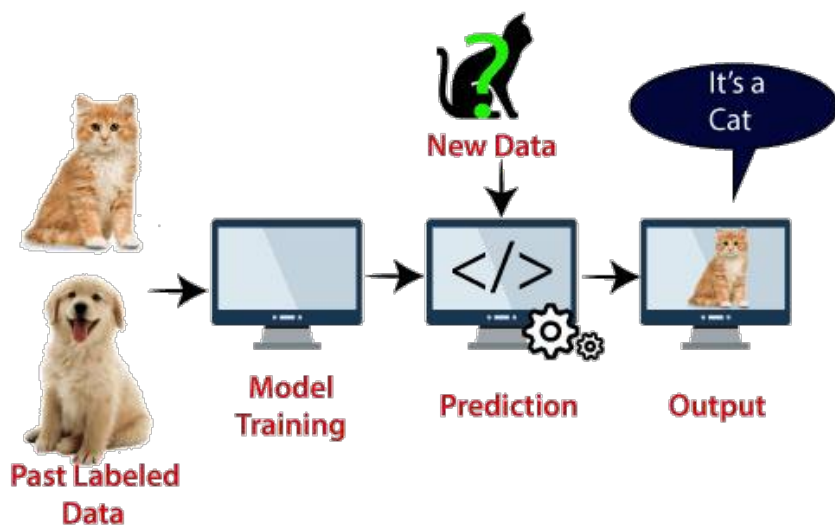 ?
New Data
It's a
Cat
</>
Model
Training
Prediction
Output
Past Labeled
Data